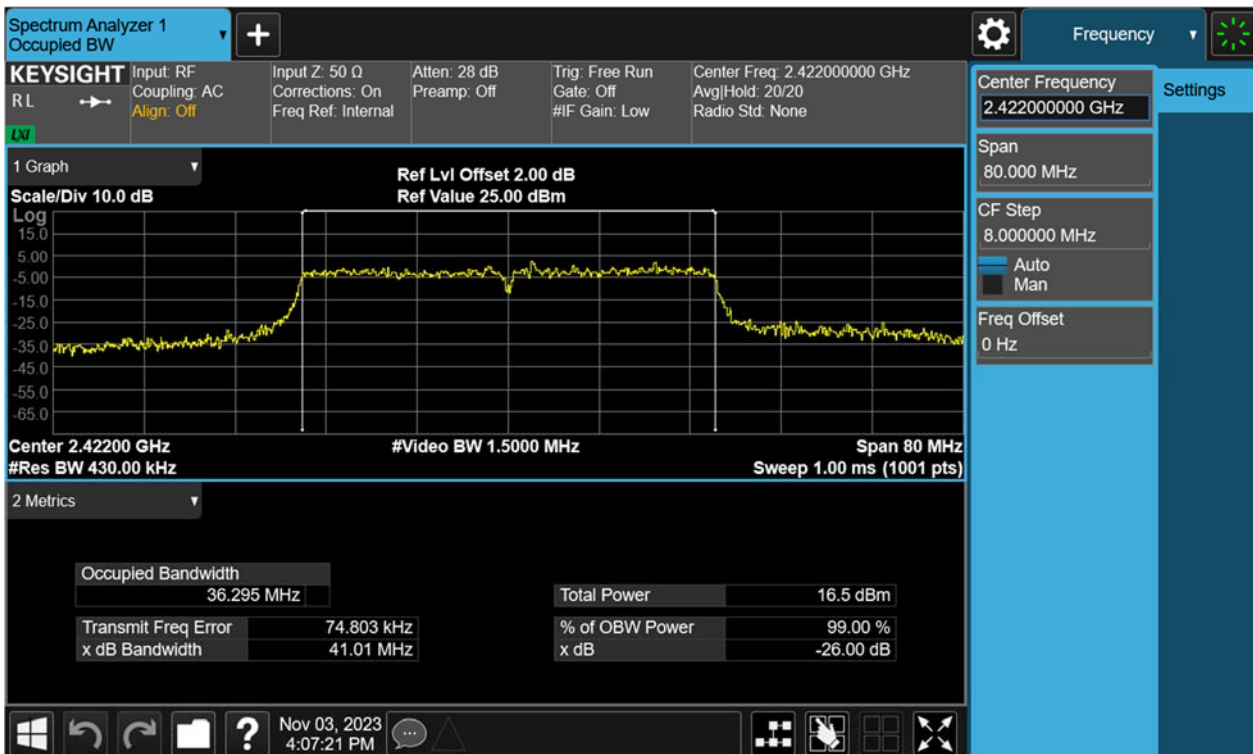 Spectrum Analyzer 1
Occupied BW
+
Frequency
KEYSIGHT
R L
LXI
Input: RF
Coupling: AC
Align: Off
Input Z: 50 Ω
Corrections: On
Freq Ref: Internal
Atten: 28 dB
Preamp: Off
Trig: Free Run
Gate: Off
#IF Gain: Low
Center Freq: 2.422000000 GHz
Avg|Hold: 20/20
Radio Std: None
Center Frequency
2.422000000 GHz
Settings
Span
80.000 MHz
CF Step
8.000000 MHz
Auto
Man
Freq Offset
0 Hz
1 Graph
Ref Lvl Offset 2.00 dB
Scale/Div 10.0 dB
Ref Value 25.00 dBm
Log
15.0
5.00
-5.00
-15.0
-25.0
-35.0
-45.0
-55.0
-65.0
Center 2.42200 GHz
#Video BW 1.5000 MHz
Span 80 MHz
#Res BW 430.00 kHz
Sweep 1.00 ms (1001 pts)
2 Metrics
Occupied Bandwidth
36.295 MHz
Total Power 16.5 dBm
Transmit Freq Error 74.803 kHz
% of OBW Power 99.00 %
x dB Bandwidth 41.01 MHz
x dB -26.00 dB
?
Nov 03, 2023
4:07:21 PM